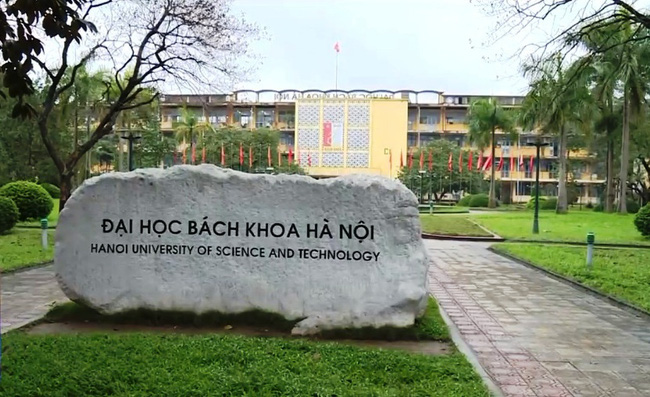 ĐẠI HỌC BÁCH KHOA HÀ NỘI
HANOI UNIVERSITY OF SCIENCE AND TECHNOLOGY